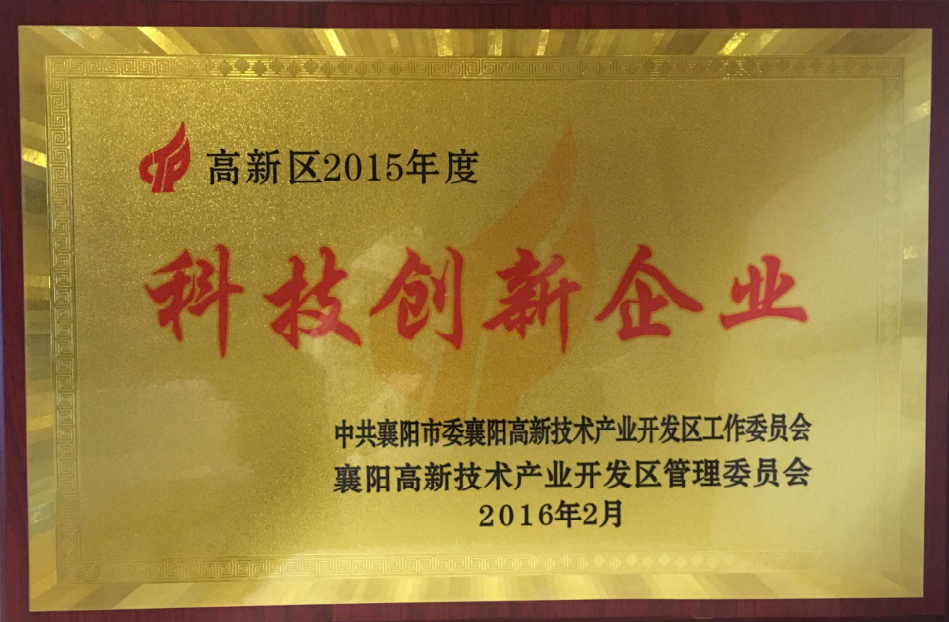 高新区2015年度
科技创新企业
中共襄阳市委襄阳高新技术产业开发区工作委员会
襄阳高新技术产业开发区管理委员会
2016年2月